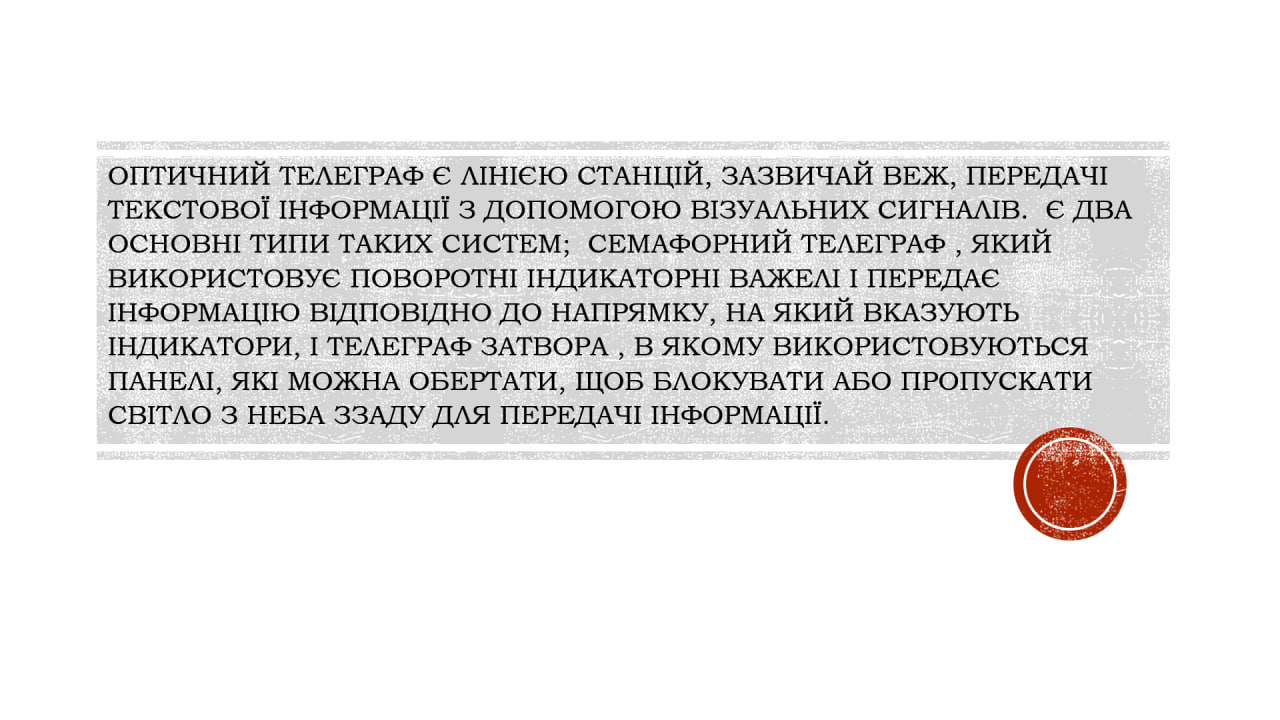 ОПТИЧНИЙ ТЕЛЕГРАФ Є ЛІНІЄЮ СТАНЦІЙ, ЗАЗВИЧАЙ ВЕЖ, ПЕРЕДАЧІ
ТЕКСТОВОЇ ІНФОРМАЦІЇ З ДОПОМОГОЮ ВІЗУАЛЬНИХ СИГНАЛІВ.  Є ДВА
ОСНОВНІ ТИПИ ТАКИХ СИСТЕМ;  СЕМАФОРНИЙ ТЕЛЕГРАФ , ЯКИЙ
ВИКОРИСТОВУЄ ПОВОРОТНІ ІНДИКАТОРНІ ВАЖЕЛІ І ПЕРЕДАЄ
ІНФОРМАЦІЮ ВІДПОВІДНО ДО НАПРЯМКУ, НА ЯКИЙ ВКАЗУЮТЬ
ІНДИКАТОРИ, І ТЕЛЕГРАФ ЗАТВОРА , В ЯКОМУ ВИКОРИСТОВУЮТЬСЯ
ПАНЕЛІ, ЯКІ МОЖНА ОБЕРТАТИ, ЩОБ БЛОКУВАТИ АБО ПРОПУСКАТИ
СВІТЛО З НЕБА ЗЗАДУ ДЛЯ ПЕРЕДАЧІ ІНФОРМАЦІЇ.